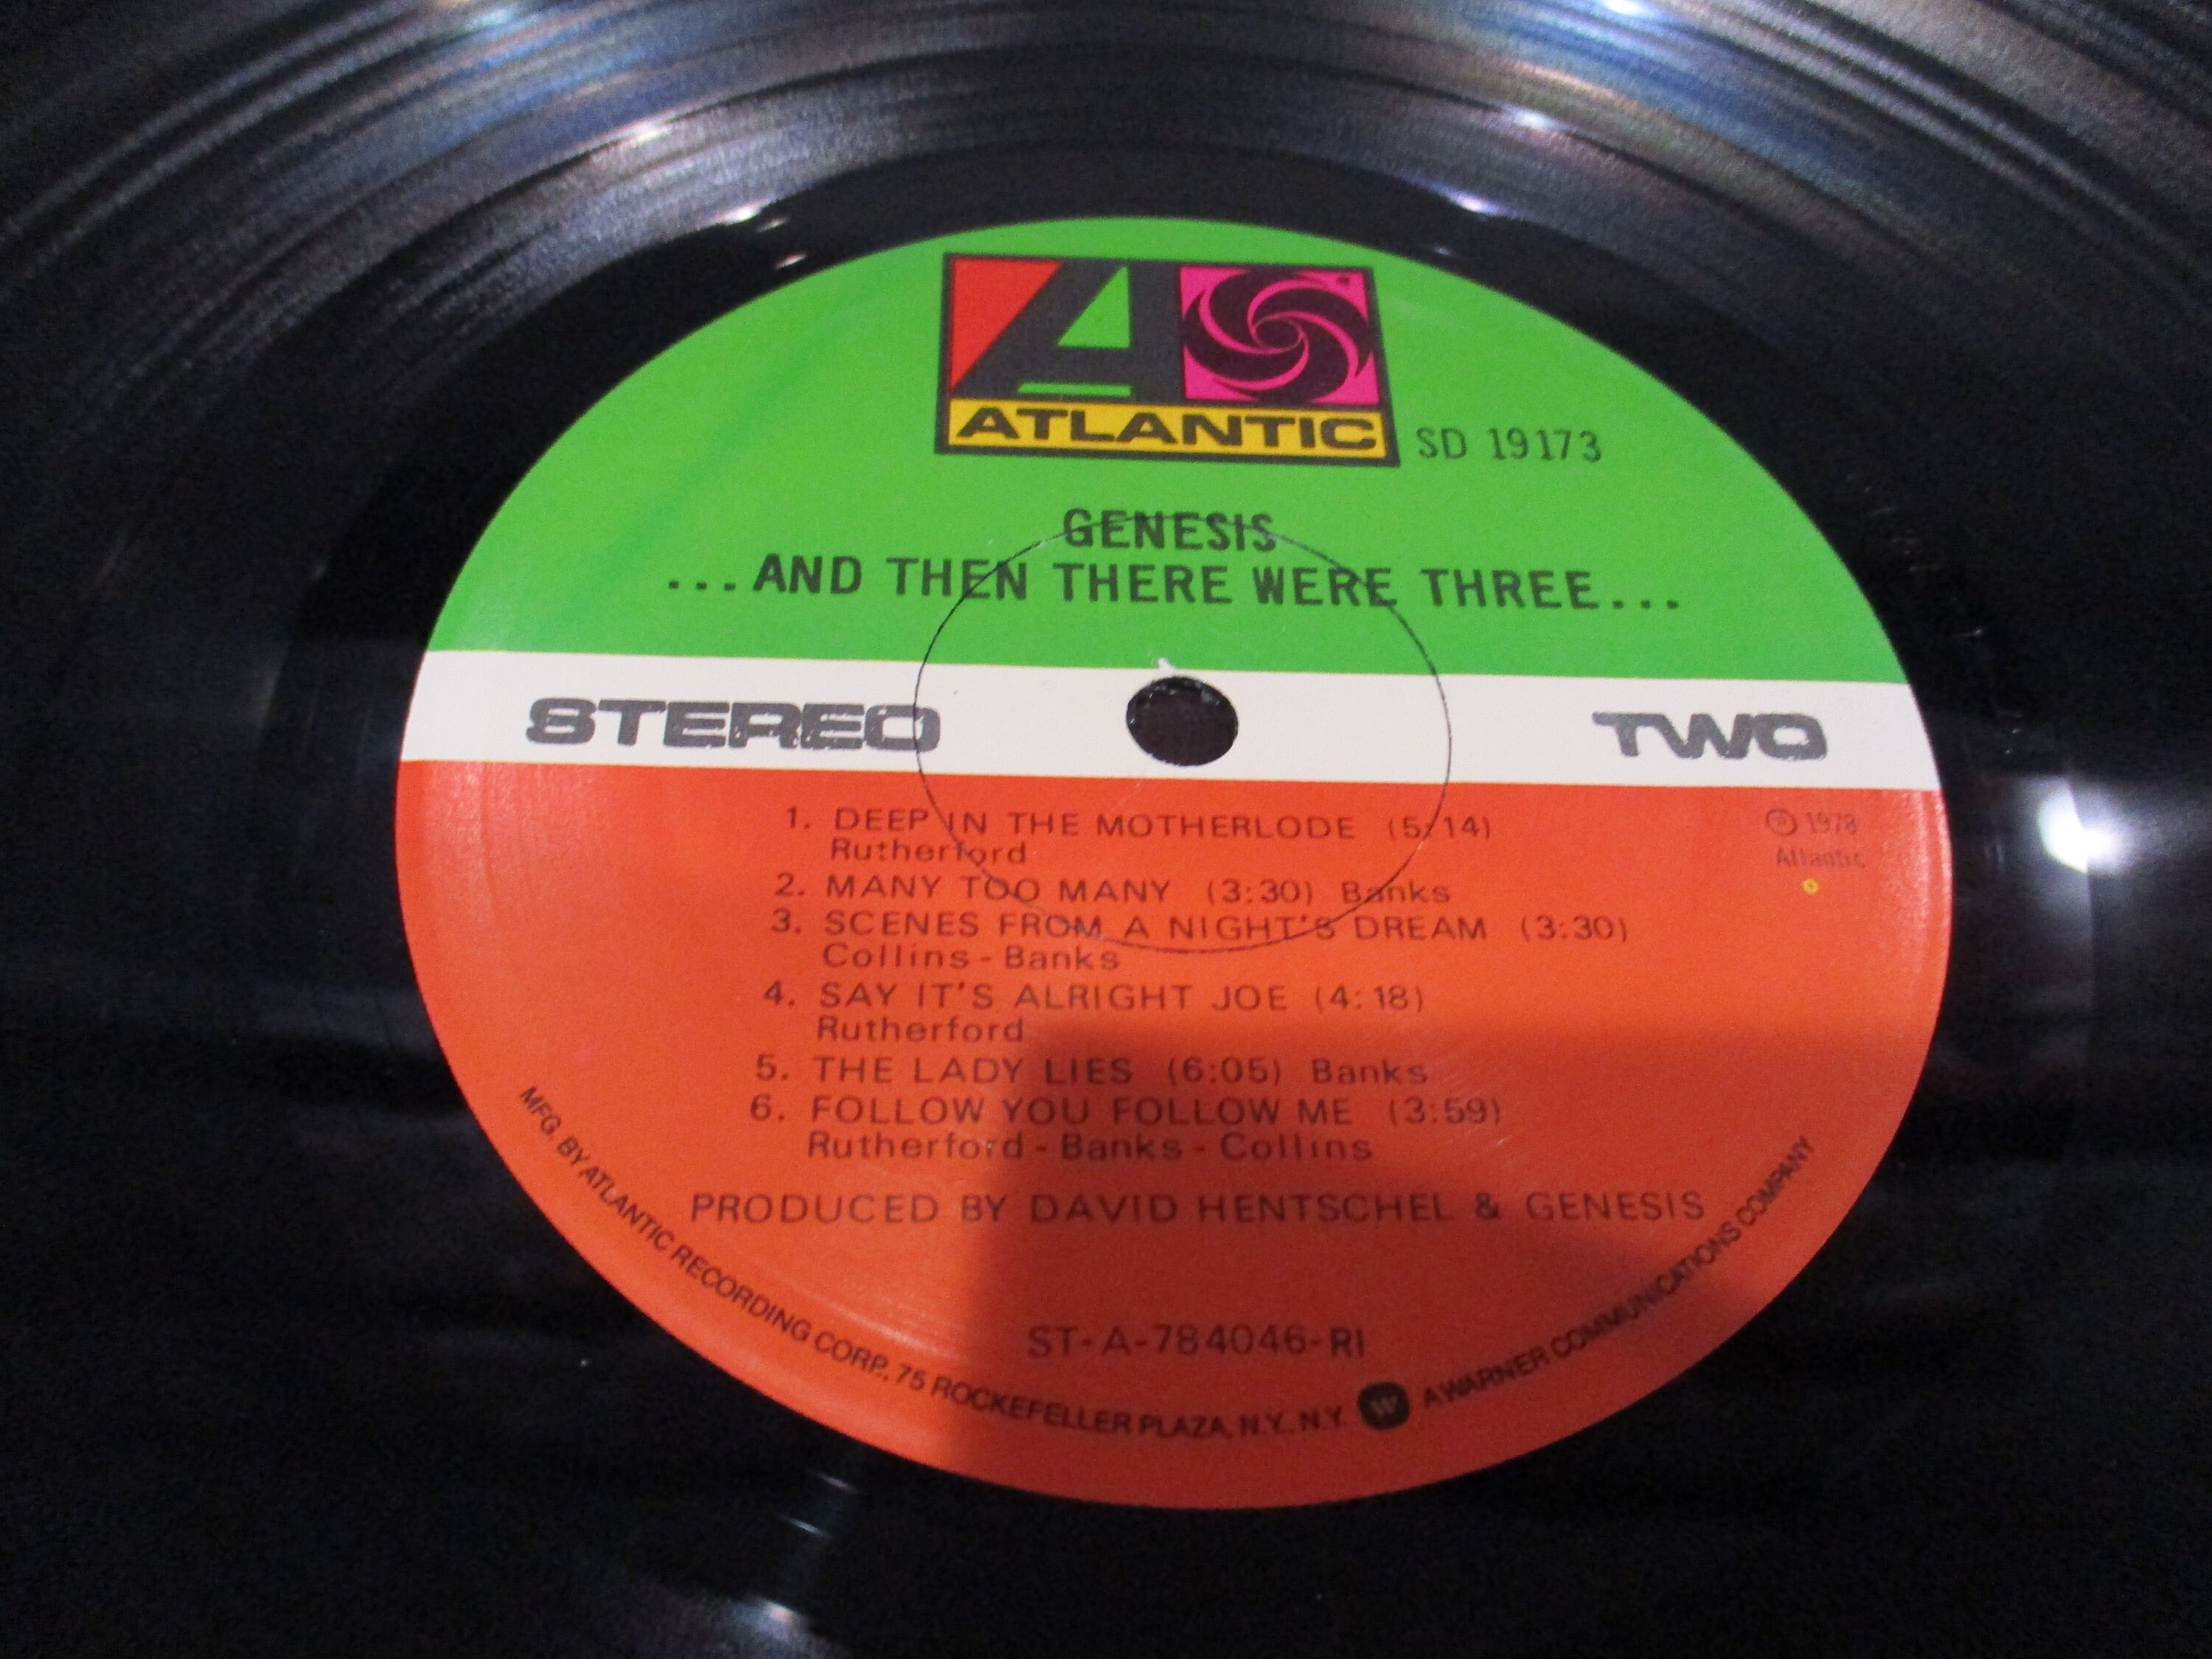 ATLANTIC
SD 19173
GENESIS
...AND THEN THERE WERE THREE...
STEREO
TWO
1. DEEP IN THE MOTHERLODE (5:14)
Rutherford
℗ 1978
Atlantic
2. MANY TOO MANY (3:30) Banks
3. SCENES FROM A NIGHT'S DREAM (3:30)
Collins - Banks
4. SAY IT'S ALRIGHT JOE (4:18)
Rutherford
5. THE LADY LIES (6:05) Banks
6. FOLLOW YOU FOLLOW ME (3:59)
Rutherford - Banks - Collins
PRODUCED BY DAVID HENTSCHEL & GENESIS
ST-A-784046-RI
MFG. BY ATLANTIC RECORDING CORP., 75 ROCKEFELLER PLAZA, N.Y., N.Y. W A WARNER COMMUNICATIONS COMPANY